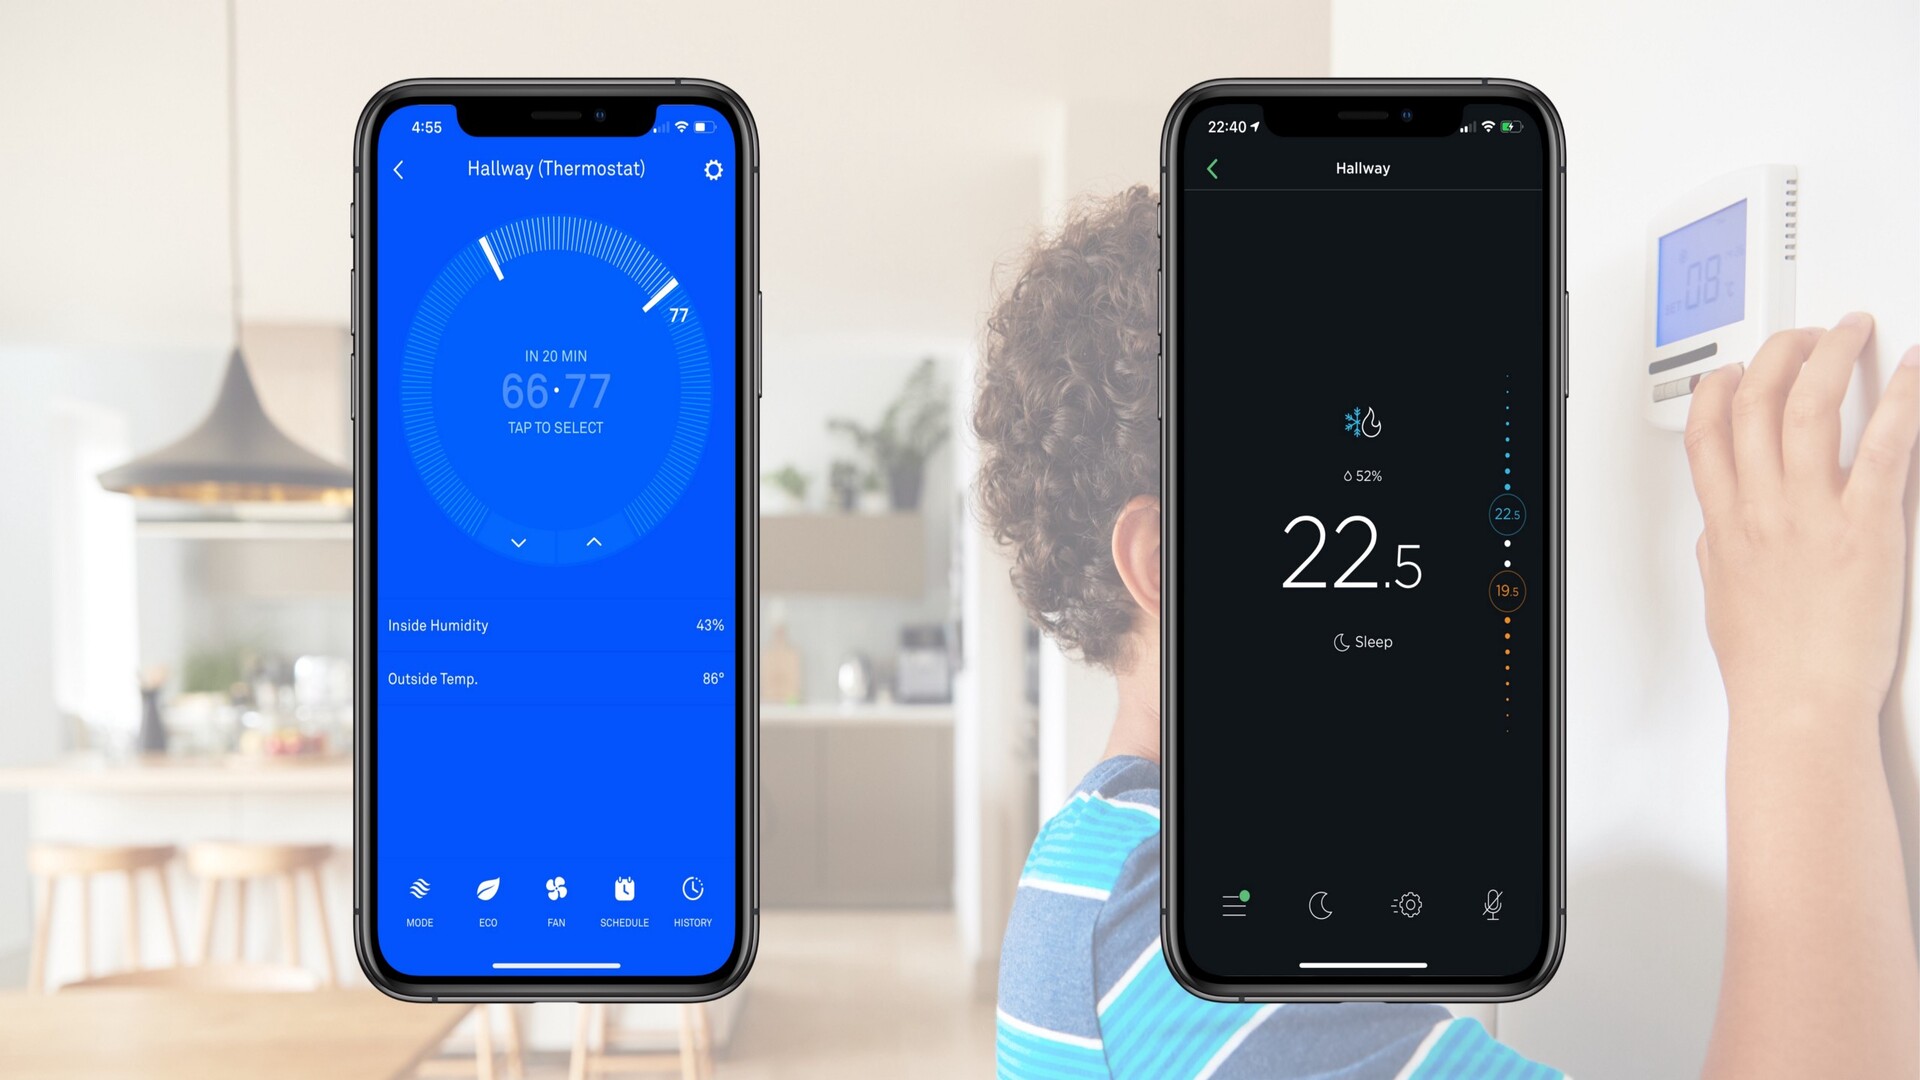 4:55
Hallway (Thermostat)
77
IN 20 MIN
66·77
TAP TO SELECT
Inside Humidity 43%
Outside Temp. 86°
MODE ECO FAN SCHEDULE HISTORY
22:40
Hallway
52%
22.5
22.5
19.5
Sleep
08